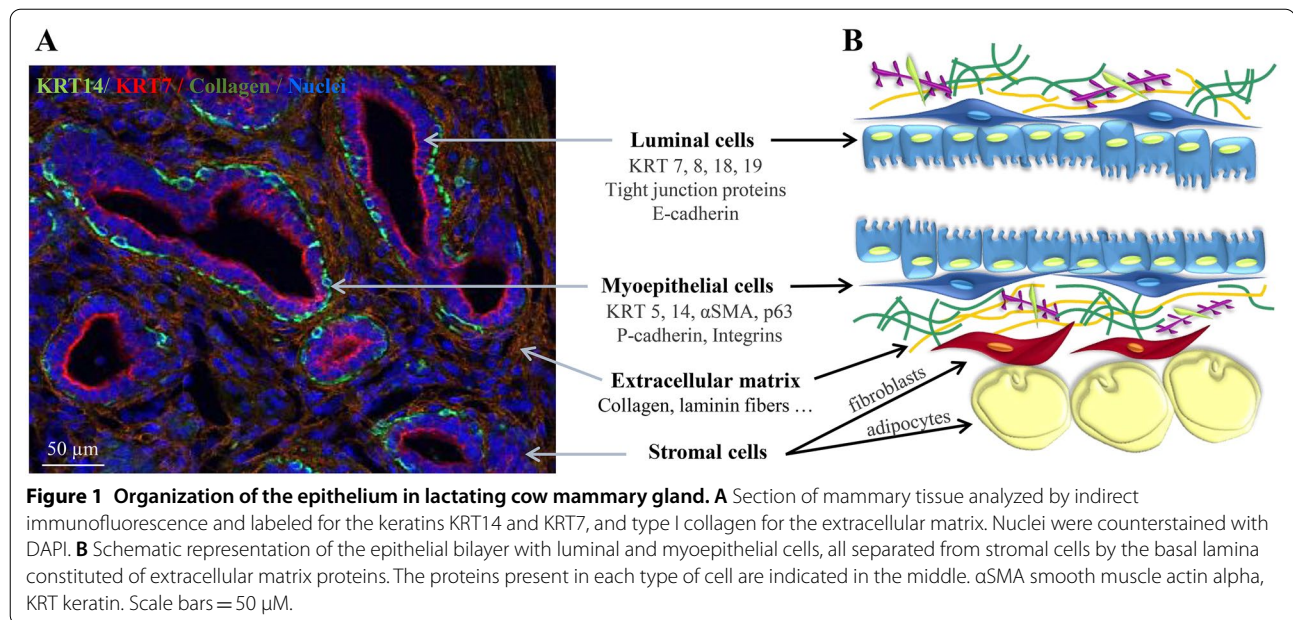 A
B
KRT14/ KRT7 / Collagen / Nuclei
50 µm
Luminal cells
KRT 7, 8, 18, 19
Tight junction proteins
E-cadherin
Myoepithelial cells
KRT 5, 14, αSMA, p63
P-cadherin, Integrins
Extracellular matrix
Collagen, laminin fibers ...
Stromal cells
fibroblasts
adipocytes
Figure 1 Organization of the epithelium in lactating cow mammary gland. A Section of mammary tissue analyzed by indirect
immunofluorescence and labeled for the keratins KRT14 and KRT7, and type I collagen for the extracellular matrix. Nuclei were counterstained with
DAPI. B Schematic representation of the epithelial bilayer with luminal and myoepithelial cells, all separated from stromal cells by the basal lamina
constituted of extracellular matrix proteins. The proteins present in each type of cell are indicated in the middle. αSMA smooth muscle actin alpha,
KRT keratin. Scale bars = 50 µM.